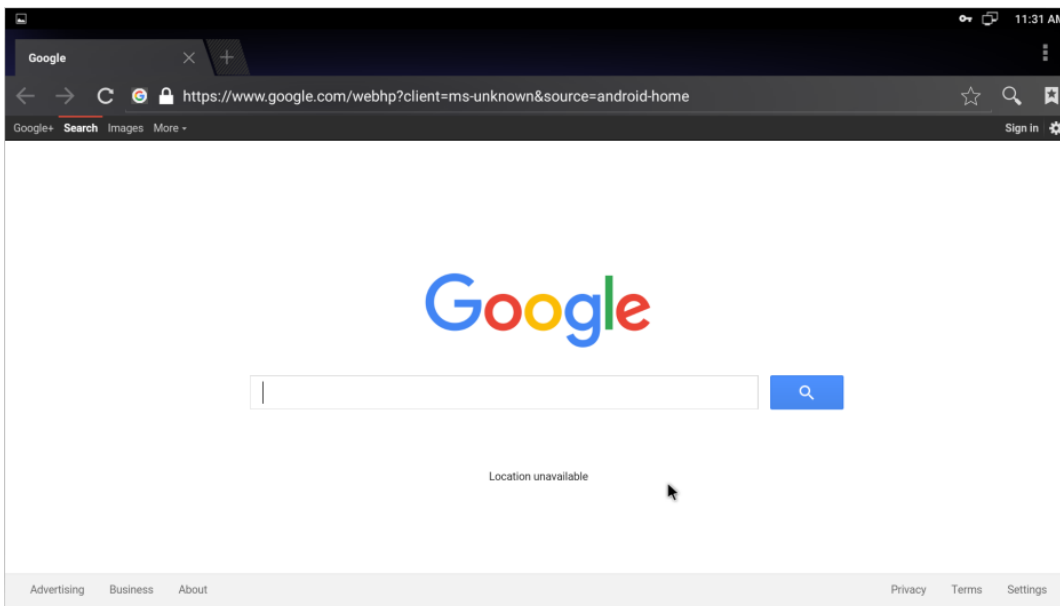 11:31 AM
Google
https://www.google.com/webhp?client=ms-unknown&source=android-home
Google+ Search Images More Sign in
Google
Location unavailable
Advertising Business About Privacy Terms Settings